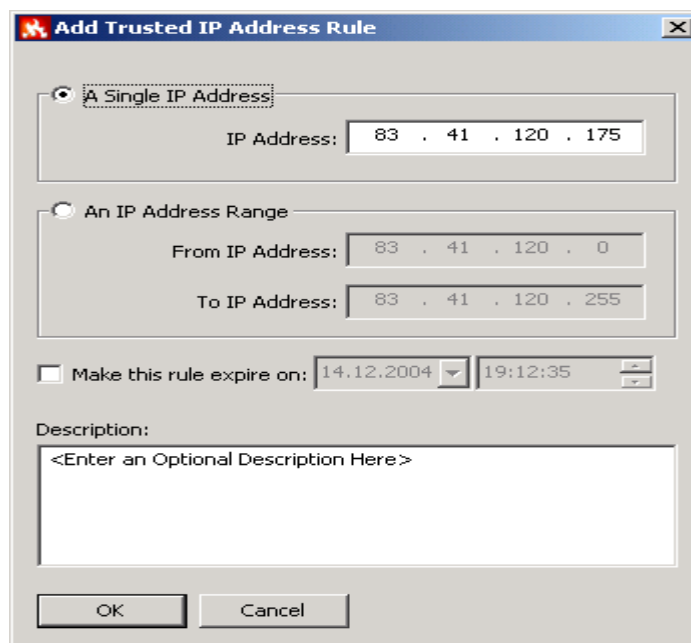 Add Trusted IP Address Rule
A Single IP Address
IP Address: 83 . 41 . 120 . 175
An IP Address Range
From IP Address: 83 . 41 . 120 . 0
To IP Address: 83 . 41 . 120 . 255
Make this rule expire on: 14.12.2004 19:12:35
Description:
<Enter an Optional Description Here>
OK Cancel